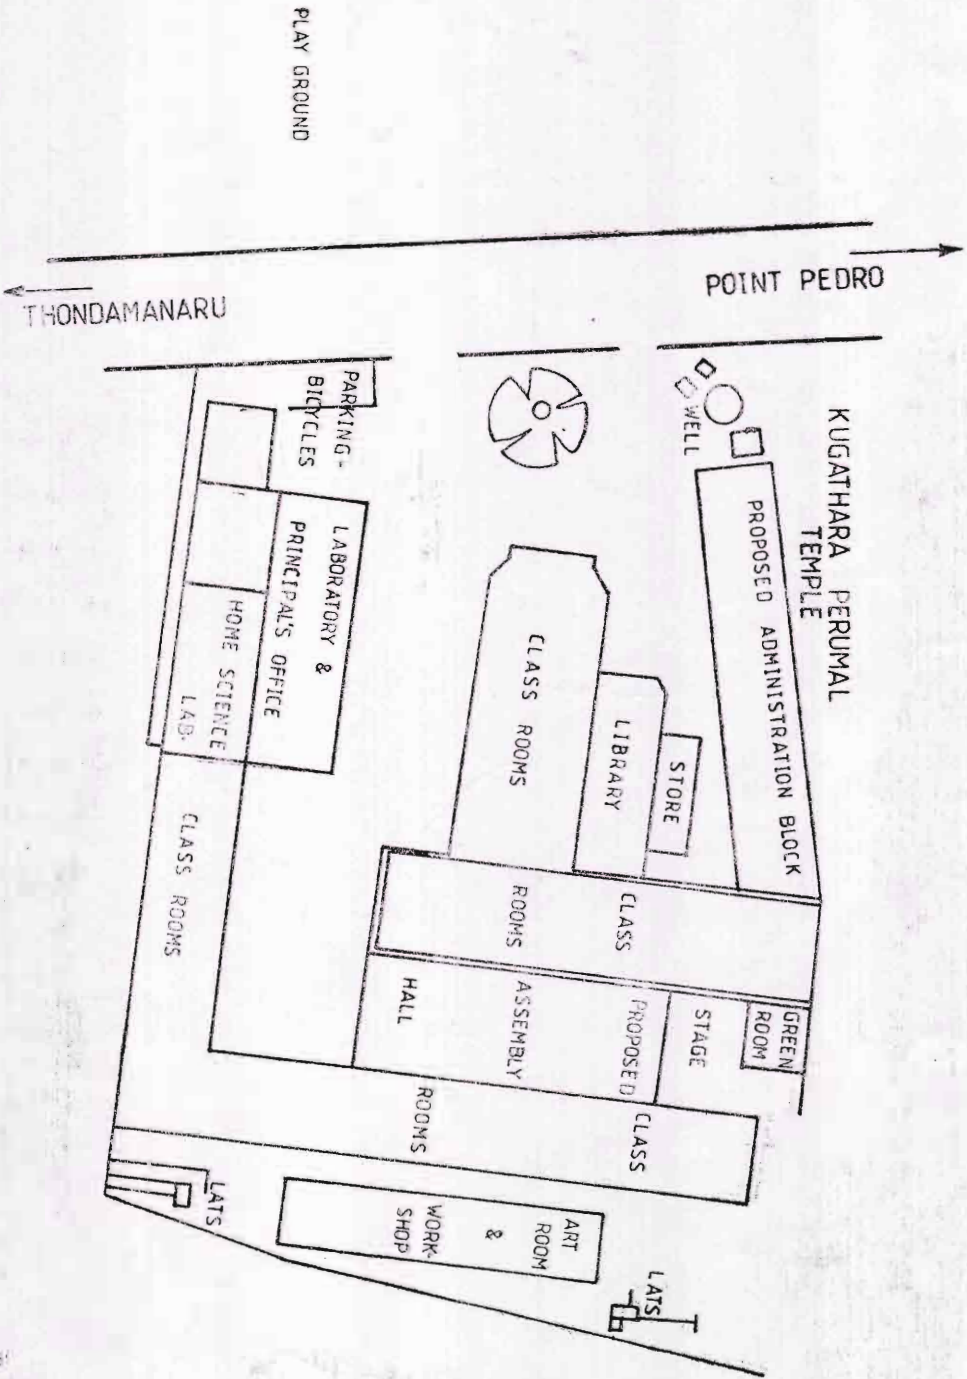 PLAY GROUND
POINT PEDRO
THONDAMANARU
KUGATHARA PERUMAL
TEMPLE
WELL
PROPOSED ADMINISTRATION BLOCK
PARKING-
BICYCLES
LABORATORY &
PRINCIPAL'S OFFICE
HOME SCIENCE
LAB.
CLASS ROOMS
CLASS ROOMS
LIBRARY
STORE
CLASS
ROOMS
GREEN
ROOM
STAGE
PROPOSED
ASSEMBLY
HALL
CLASS
ROOMS
ART
ROOM
&
WORK-
SHOP
LATS
LATS